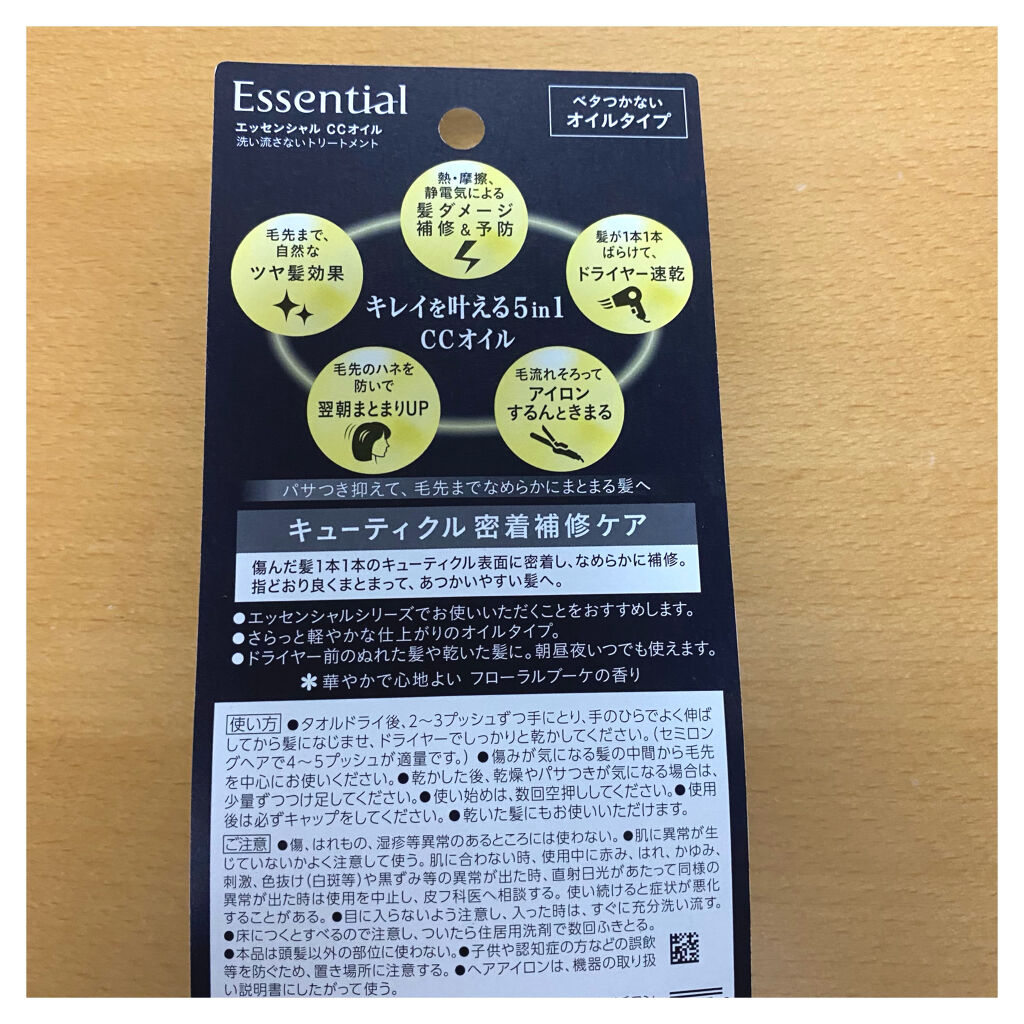 Essential
エッセンシャル CCオイル
洗い流さないトリートメント
ベタつかない
オイルタイプ
熱・摩擦、
静電気による
髪ダメージ
補修&予防
毛先まで、
自然な
ツヤ髪効果
髪が1本1本
ばらけて、
ドライヤー速乾
キレイを叶える5in1
CCオイル
毛先のハネを
防いで
翌朝まとまりUP
毛流れそろって
アイロン
するんときまる
パサつき抑えて、毛先までなめらかにまとまる髪へ
キューティクル 密着補修ケア
傷んだ髪1本1本のキューティクル表面に密着し、なめらかに補修。
指どおり良くまとまって、あつかいやすい髪へ。
●エッセンシャルシリーズでお使いいただくことをおすすめします。
●さらっと軽やかな仕上がりのオイルタイプ。
●ドライヤー前のぬれた髪や乾いた髪に。朝昼夜いつでも使えます。
＊華やかで心地よい フローラルブーケの香り
使い方 ●タオルドライ後、2～3プッシュずつ手にとり、手のひらでよく伸ば
してから髪になじませ、ドライヤーでしっかりと乾かしてください。（セミロン
グヘアで4～5プッシュが適量です。）●傷みが気になる髪の中間から毛先
を中心にお使いください。●乾かした後、乾燥やパサつきが気になる場合は、
少量ずつつけ足してください。●使い始めは、数回空押ししてください。●使用
後は必ずキャップをしてください。●乾いた髪にもお使いいただけます。
ご注意 ●傷、はれもの、湿疹等異常のあるところには使わない。●肌に異常が生
じていないかよく注意して使う。肌に合わない時、使用中に赤み、はれ、かゆみ、
刺激、色抜け（白斑等）や黒ずみ等の異常が出た時、直射日光があたって同様の
異常が出た時は使用を中止し、皮フ科医へ相談する。使い続けると症状が悪化
することがある。●目に入らないよう注意し、入った時は、すぐに充分洗い流す。
●床につくとすべるので注意し、ついたら住居用洗剤で数回ふきとる。
●本品は頭髪以外の部位に使わない。●子供や認知症の方などの誤飲
等を防ぐため、置き場所に注意する。●ヘアアイロンは、機器の取り扱
い説明書にしたがって使う。